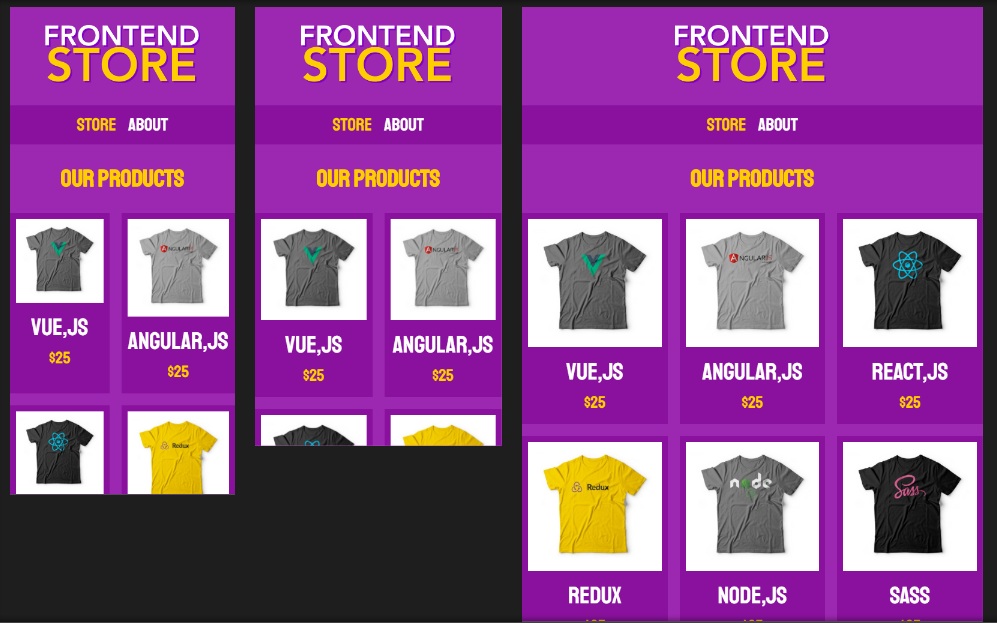 FRONTEND
STORE
STORE ABOUT
OUR PRODUCTS
VUE,JS
$25
ANGULAR,JS
$25
Redux
FRONTEND
STORE
STORE ABOUT
OUR PRODUCTS
ANGULAR
VUE,JS
$25
ANGULAR,JS
$25
FRONTEND
STORE
STORE ABOUT
OUR PRODUCTS
ANGULAR
VUE,JS
$25
ANGULAR,JS
$25
REACT,JS
$25
Redux
node
Sass
REDUX
NODE,JS
SASS